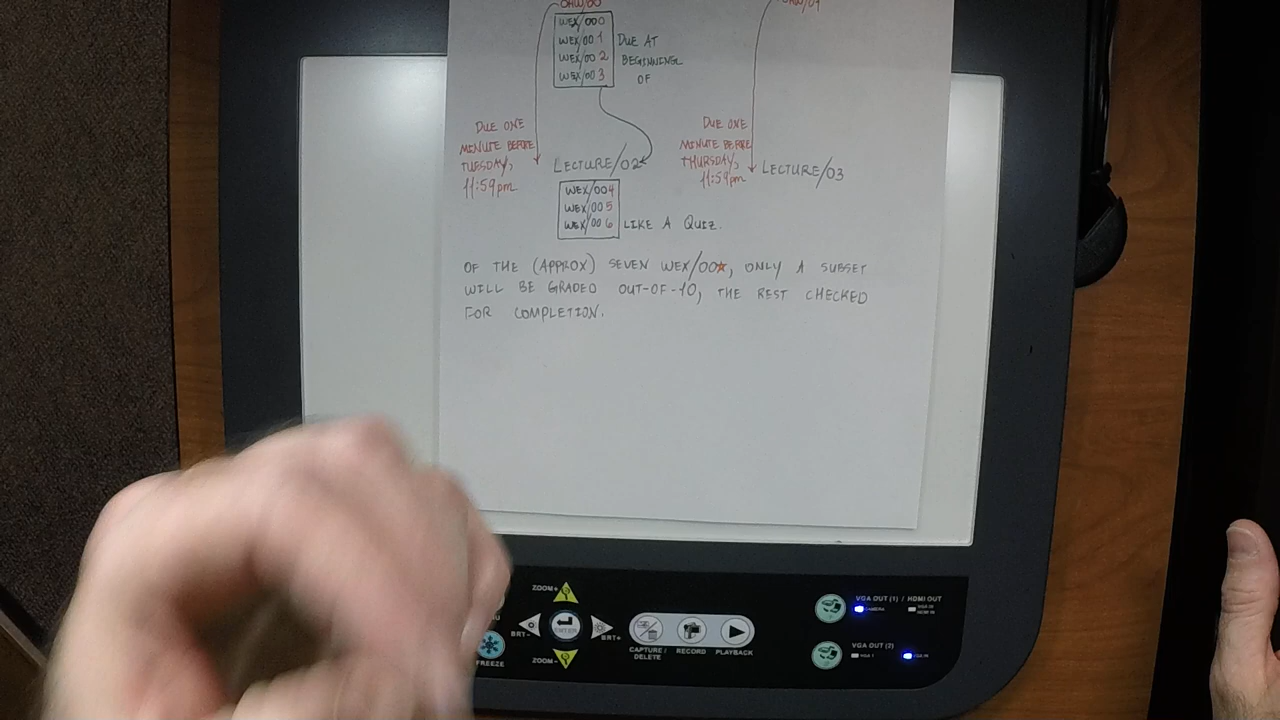 WEX/000
WEX/001
WEX/002
WEX/003
DUE AT
BEGINNING
OF
DUE ONE
MINUTE BEFORE
TUESDAY,
11:59pm
LECTURE/02
WEX/004
WEX/005
WEX/006
LIKE A QUIZ.
DUE ONE
MINUTE BEFORE
THURSDAY,
11:59pm
LECTURE/03
OF THE (APPROX) SEVEN WEX/00★, ONLY A SUBSET
WILL BE GRADED OUT-OF-10, THE REST CHECKED
FOR COMPLETION.
ZOOM+
BRT-
ENTER
BRT+
ZOOM-
FREEZE
CAPTURE /
DELETE
RECORD
PLAYBACK
VGA OUT (1) / HDMI OUT
VGA OUT (2)